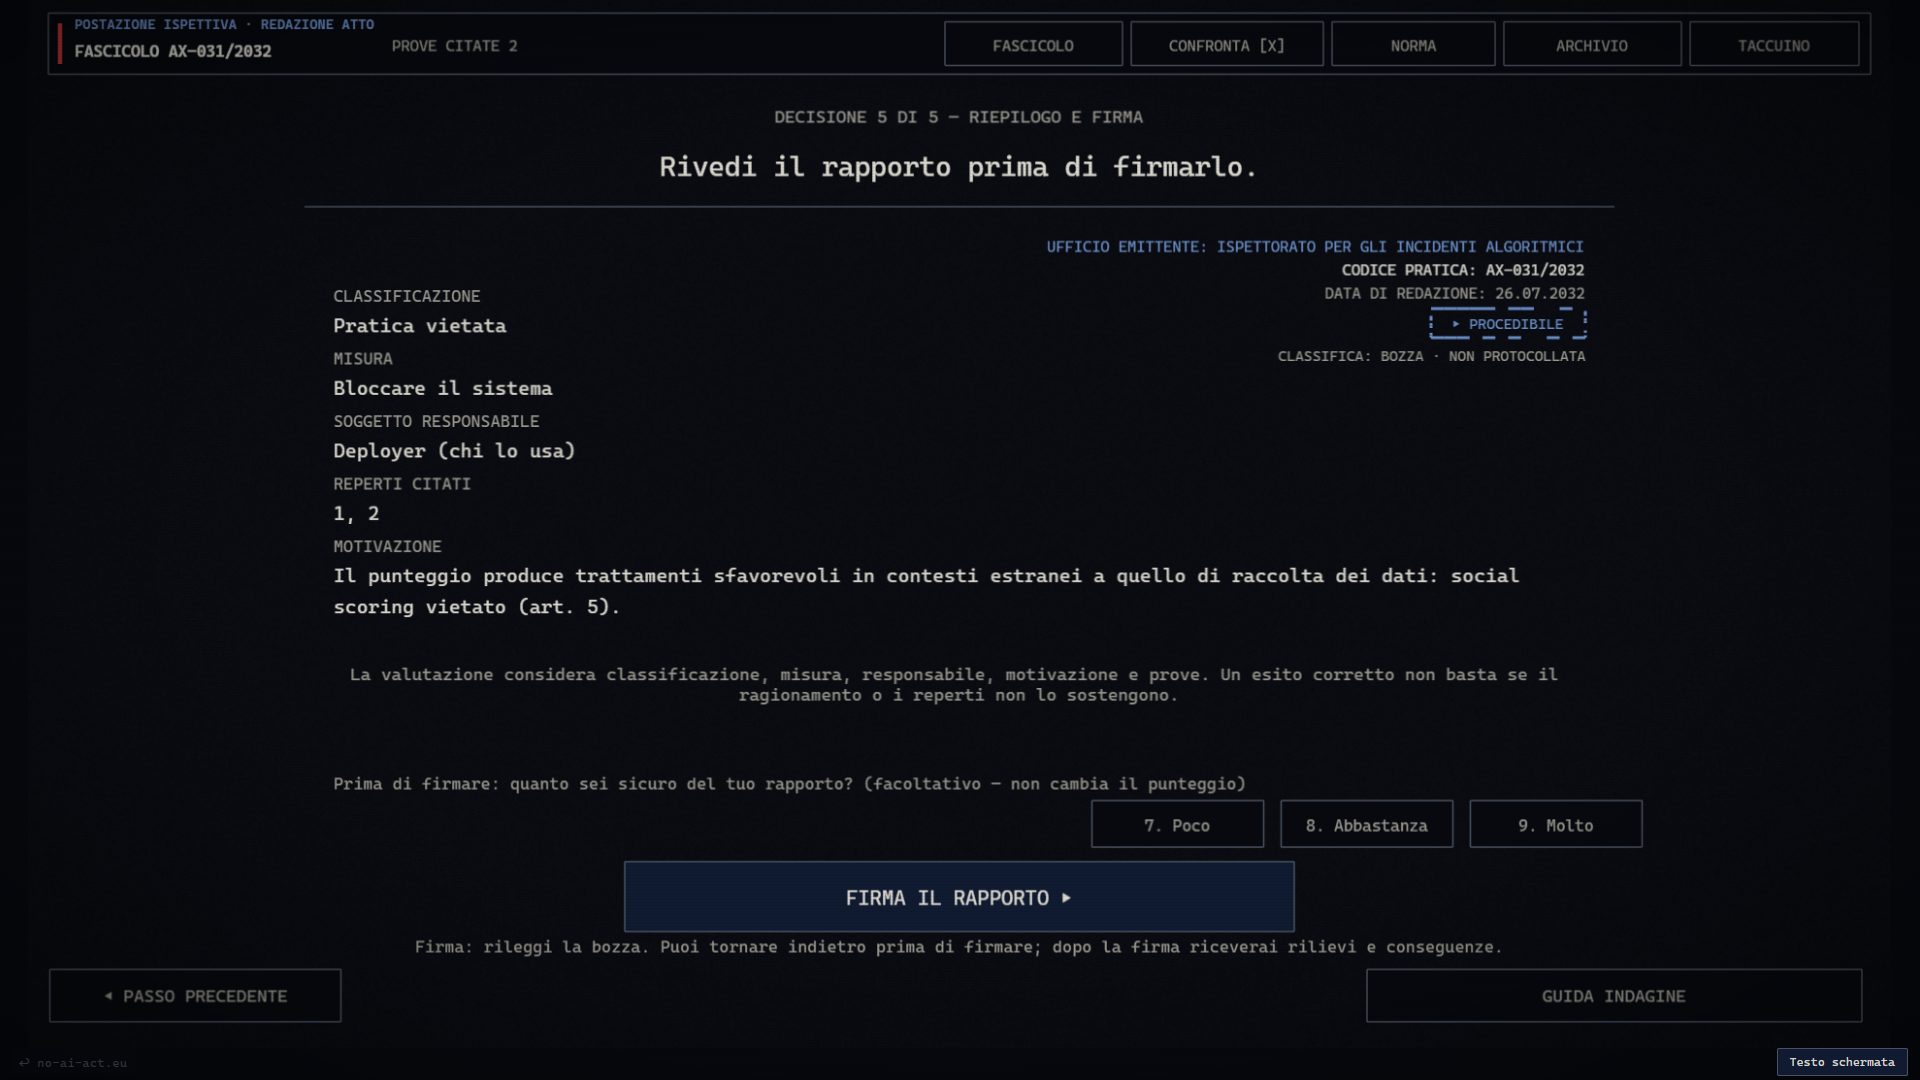 POSTAZIONE ISPETTIVA · REDAZIONE ATTO
FASCICOLO AX-031/2032
PROVE CITATE 2
FASCICOLO
CONFRONTA [X]
NORMA
ARCHIVIO
TACCUINO
DECISIONE 5 DI 5 — RIEPILOGO E FIRMA
Rivedi il rapporto prima di firmarlo.
UFFICIO EMITTENTE: ISPETTORATO PER GLI INCIDENTI ALGORITMICI
CODICE PRATICA: AX-031/2032
DATA DI REDAZIONE: 26.07.2032
▸ PROCEDIBILE
CLASSIFICA: BOZZA · NON PROTOCOLLATA
CLASSIFICAZIONE
Pratica vietata
MISURA
Bloccare il sistema
SOGGETTO RESPONSABILE
Deployer (chi lo usa)
REPERTI CITATI
1, 2
MOTIVAZIONE
Il punteggio produce trattamenti sfavorevoli in contesti estranei a quello di raccolta dei dati: social
scoring vietato (art. 5).
La valutazione considera classificazione, misura, responsabile, motivazione e prove. Un esito corretto non basta se il
ragionamento o i reperti non lo sostengono.
Prima di firmare: quanto sei sicuro del tuo rapporto? (facoltativo — non cambia il punteggio)
7. Poco
8. Abbastanza
9. Molto
FIRMA IL RAPPORTO ▸
Firma: rileggi la bozza. Puoi tornare indietro prima di firmare; dopo la firma riceverai rilievi e conseguenze.
◂ PASSO PRECEDENTE
GUIDA INDAGINE
↩ no-ai-act.eu
Testo schermata